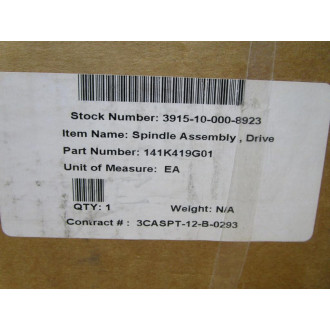 Stock Number: 3915-10-000-8923
Item Name: Spindle Assembly , Drive
Part Number: 141K419G01
Unit of Measure: EA
QTY: 1 Weight: N/A
Contract # : 3CASPT-12-B-0293